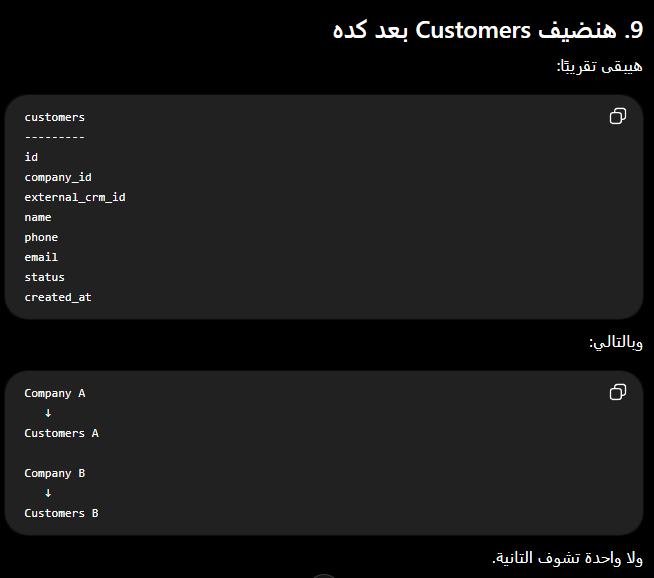 9. هنضيف Customers بعد كده
هيبقى تقريبًا:
customers
---------
id
company_id
external_crm_id
name
phone
email
status
created_at
وبالتالي:
Company A
↓
Customers A
Company B
↓
Customers B
ولا واحدة تشوف التانية.